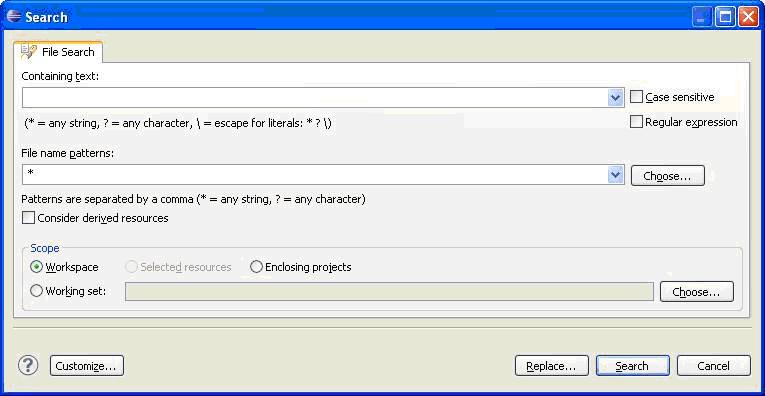 Search
File Search
Containing text:
Case sensitive
(* = any string, ? = any character, \ = escape for literals: * ? \)
Regular expression
File name patterns:
*
Choose...
Patterns are separated by a comma (* = any string, ? = any character)
Consider derived resources
Scope
Workspace Selected resources Enclosing projects
Working set:
Choose...
? Customize... Replace... Search Cancel